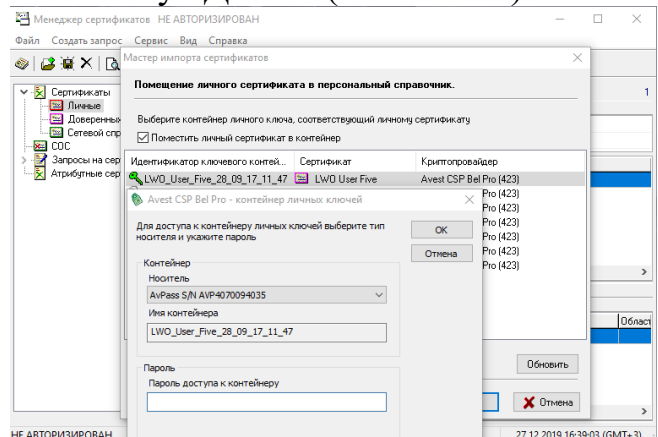 Менеджер сертификатов НЕ АВТОРИЗИРОВАН
Файл Создать запрос Сервис Вид Справка
Мастер импорта сертификатов
Помещение личного сертификата в персональный справочник.
Выберите контейнер личного ключа, соответствующий личному сертификату
Поместить личный сертификат в контейнер
Сертификаты
Личные
Доверенных
Сетевой спр
СОС
Запросы на сер
Атрибутные сер
1
Идентификатор ключевого контей... Сертификат Криптопровайдер
LWO_User_Five_28_09_17_11_47 LWO User Five Avest CSP Bel Pro (423)
Pro (423)
Pro (423)
Pro (423)
Pro (423)
Pro (423)
Pro (423)
Avest CSP Bel Pro - контейнер личных ключей
Для доступа к контейнеру личных ключей выберите тип
носителя и укажите пароль
OK
Отмена
Контейнер
Носитель
AvPass S/N AVP4070094035
Имя контейнера
LWO_User_Five_28_09_17_11_47
Пароль
Пароль доступа к контейнеру
Област
Обновить
Отмена
НЕ АВТОРИЗИРОВАН
27.12.2019 16:39:03 (GMT+3)